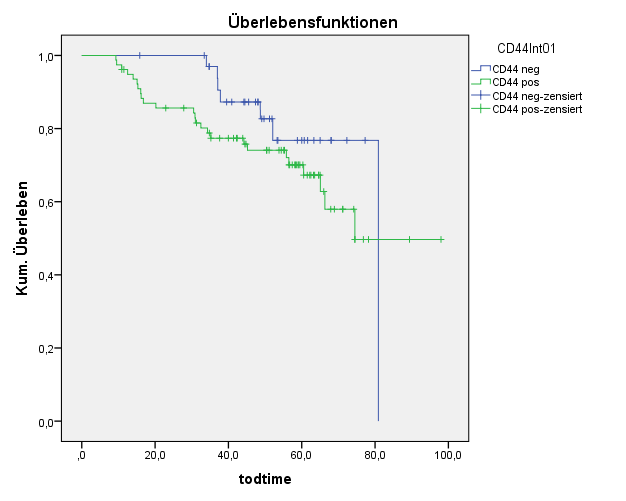 Überlebensfunktionen
CD44Int01
CD44 neg
CD44 pos
CD44 neg-zensiert
CD44 pos-zensiert
Kum. Überleben
1,0
0,8
0,6
0,4
0,2
0,0
,0 20,0 40,0 60,0 80,0 100,0
todtime